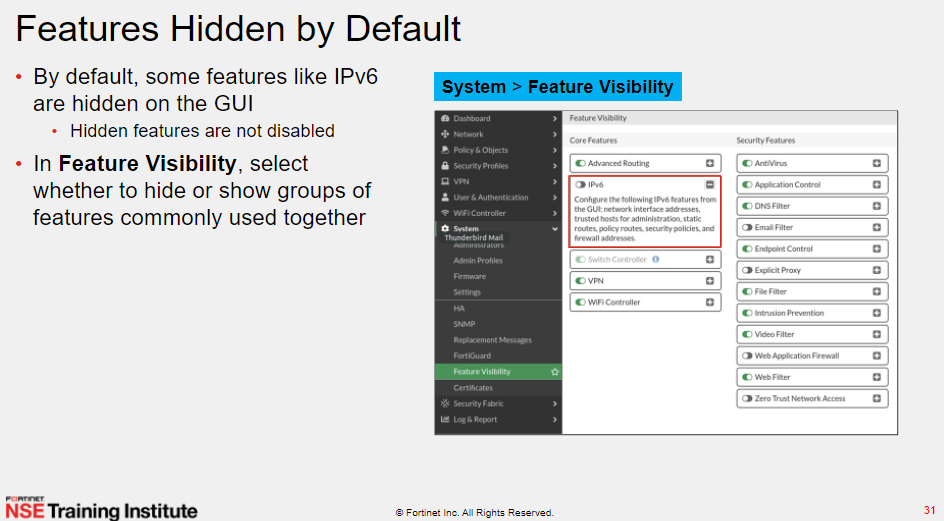 Features Hidden by Default
• By default, some features like IPv6
are hidden on the GUI
• Hidden features are not disabled
• In Feature Visibility, select
whether to hide or show groups of
features commonly used together
System > Feature Visibility
Dashboard
Network
Policy & Objects
Security Profiles
VPN
User & Authentication
WiFi Controller
System
Thunderbird Mail
Administrators
Admin Profiles
Firmware
Settings
HA
SNMP
Replacement Messages
FortiGuard
Feature Visibility
Certificates
Security Fabric
Log & Report
Feature Visibility
Core Features
Advanced Routing
IPv6
Configure the following IPv6 features from
the GUI: network interface addresses,
trusted hosts for administration, static
routes, policy routes, security policies, and
firewall addresses.
Switch Controller
VPN
WiFi Controller
Security Features
AntiVirus
Application Control
DNS Filter
Email Filter
Endpoint Control
Explicit Proxy
File Filter
Intrusion Prevention
Video Filter
Web Application Firewall
Web Filter
Zero Trust Network Access
FORTINET
NSE Training Institute
© Fortinet Inc. All Rights Reserved.
31